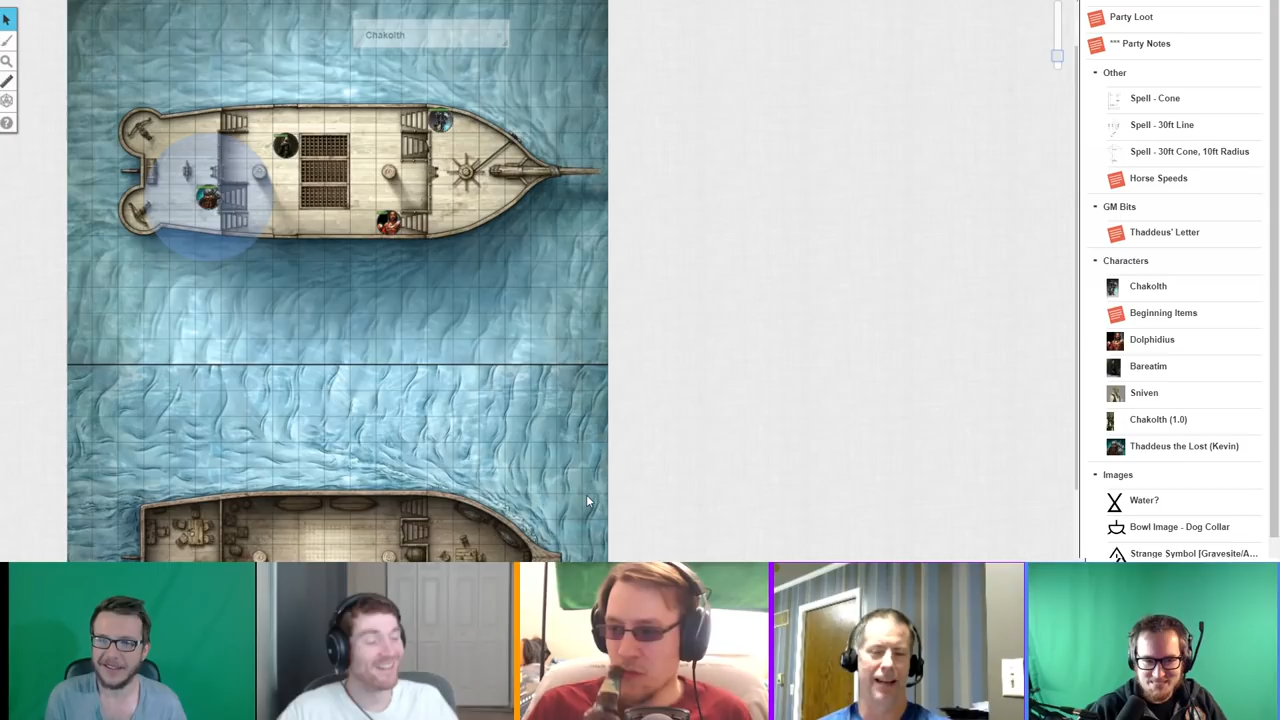 Chakolth
Party Loot
*** Party Notes
Other
Spell - Cone
Spell - 30ft Line
Spell - 30ft Cone, 10ft Radius
Horse Speeds
GM Bits
Thaddeus' Letter
Characters
Chakolth
Beginning Items
Dolphidius
Bareatim
Sniven
Chakolth (1.0)
Thaddeus the Lost (Kevin)
Images
Water?
Bowl Image - Dog Collar
Strange Symbol [Gravesite/A...